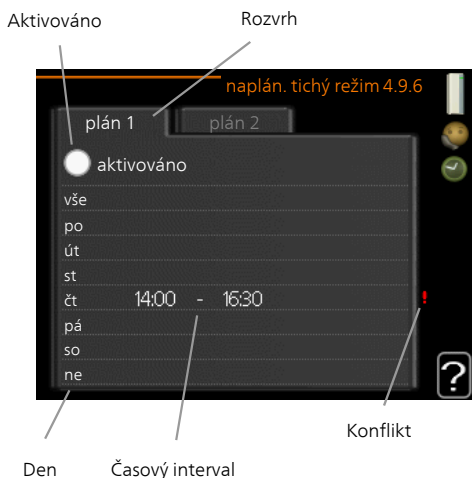 Aktivováno
Rozvrh
naplán. tichý režim 4.9.6
plán 1
plán 2
aktivováno
vše
po
út
st
čt 14:00 - 16:30
!
pá
so
ne
?
Konflikt
Den
Časový interval